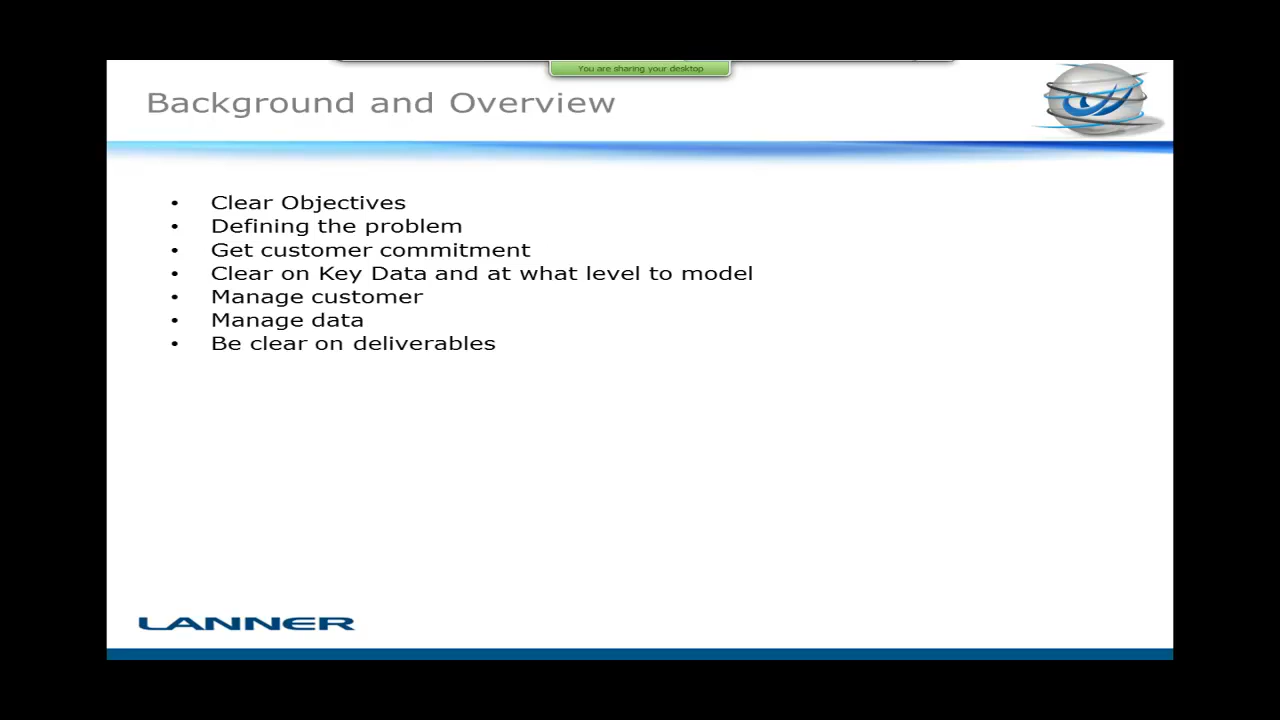 You are sharing your desktop
Background and Overview
• Clear Objectives
• Defining the problem
• Get customer commitment
• Clear on Key Data and at what level to model
• Manage customer
• Manage data
• Be clear on deliverables
LANNER